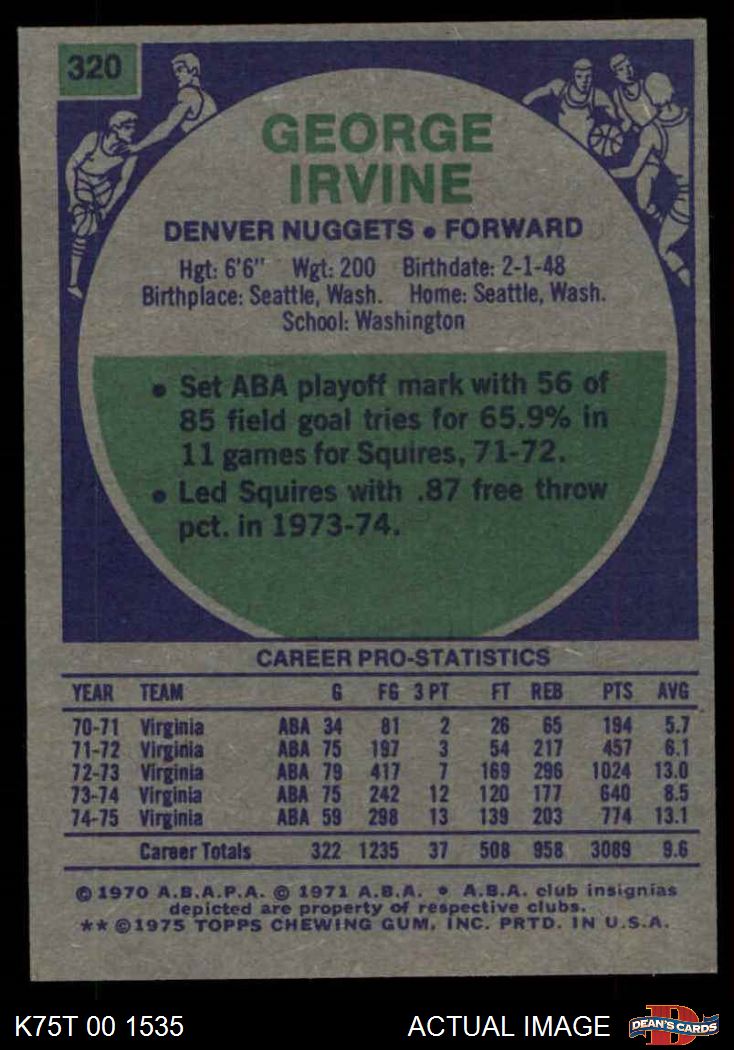 320
GEORGE
IRVINE
DENVER NUGGETS • FORWARD
Hgt: 6'6" Wgt: 200 Birthdate: 2-1-48
Birthplace: Seattle, Wash. Home: Seattle, Wash.
School: Washington
• Set ABA playoff mark with 56 of
85 field goal tries for 65.9% in
11 games for Squires, 71-72.
• Led Squires with .87 free throw
pct. in 1973-74.
CAREER PRO-STATISTICS
YEAR TEAM G FG 3 PT FT REB PTS AVG
70-71 Virginia ABA 34 81 2 26 65 194 5.7
71-72 Virginia ABA 75 197 3 54 217 457 6.1
72-73 Virginia ABA 79 417 7 169 296 1024 13.0
73-74 Virginia ABA 75 242 12 120 177 640 8.5
74-75 Virginia ABA 59 298 13 139 203 774 13.1
Career Totals 322 1235 37 508 958 3089 9.6
© 1970 A.B.A.P.A. © 1971 A.B.A. • A.B.A. club insignias
depicted are property of respective clubs.
** ©1975 TOPPS CHEWING GUM, INC. PRTD. IN U.S.A.
K75T 00 1535 ACTUAL IMAGE DEAN'S CARDS